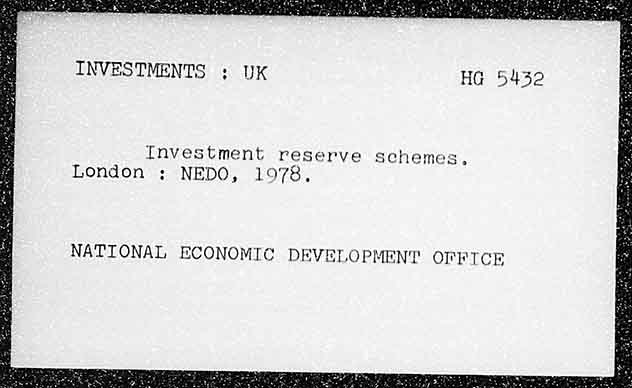 INVESTMENTS : UK HG 5432
Investment reserve schemes.
London : NEDO, 1978.
NATIONAL ECONOMIC DEVELOPMENT OFFICE